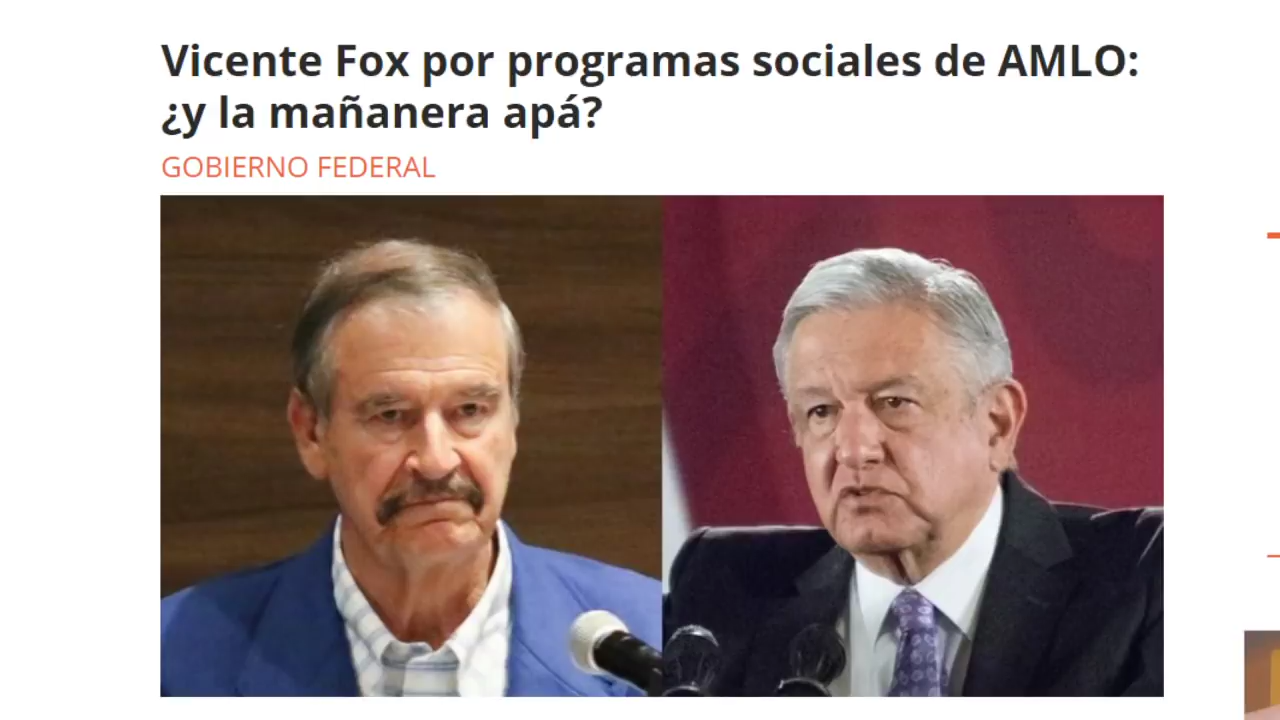 Vicente Fox por programas sociales de AMLO:
¿y la mañanera apá?
GOBIERNO FEDERAL